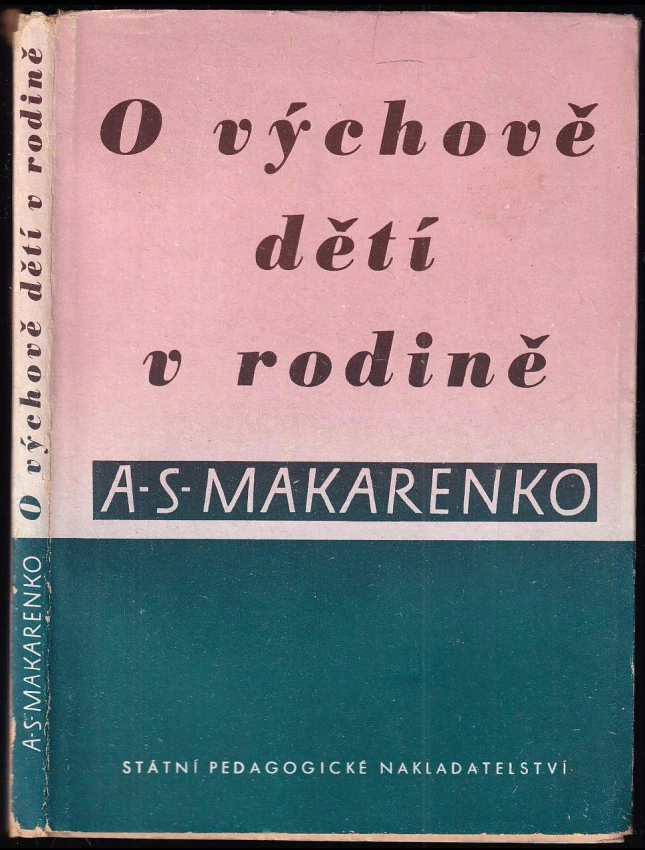 O výchově
dětí
v rodině
A-S-MAKARENKO
STÁTNÍ PEDAGOGICKÉ NAKLADATELSTVÍ
A-S-MAKARENKO O výchově dětí v rodině